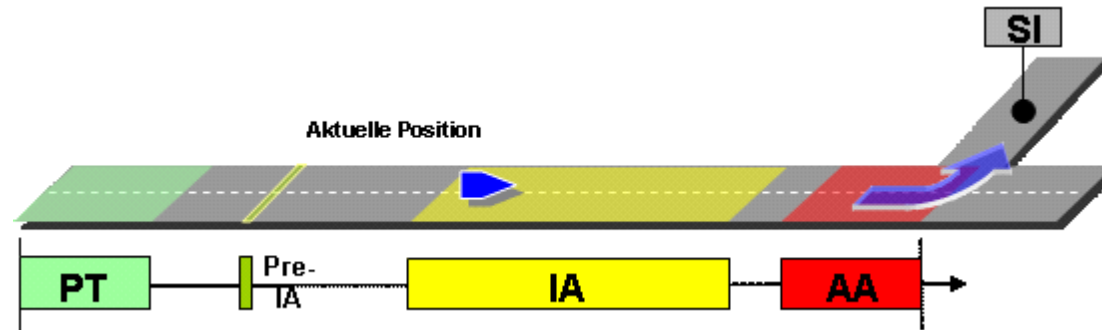 SI
Aktuelle Position
PT
Pre-
IA
IA
AA